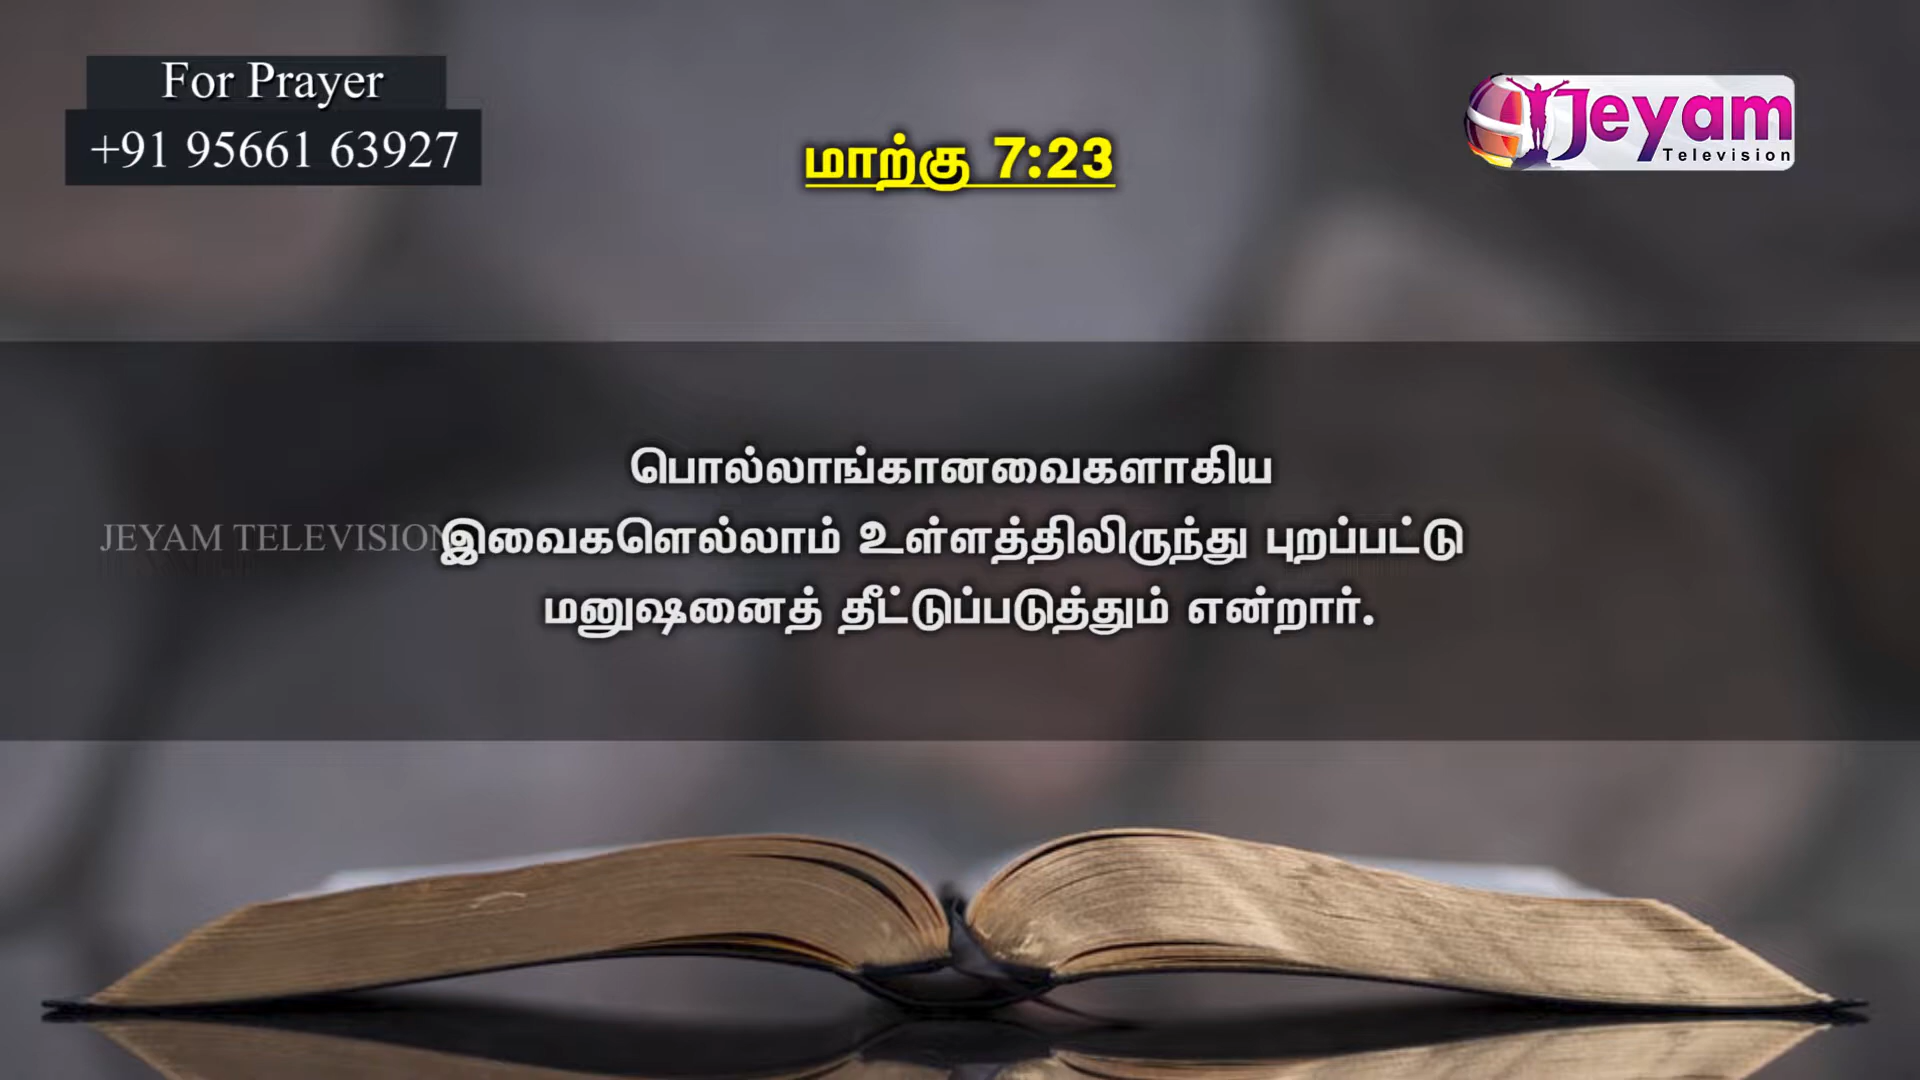 For Prayer
+91 95661 63927
மாற்கு 7:23
Jeyam
Television
பொல்லாங்கானவைகளாகிய
JEYAM TELEVISION
இவைகளெல்லாம் உள்ளத்திலிருந்து புறப்பட்டு
மனுஷனைத் தீட்டுப்படுத்தும் என்றார்.